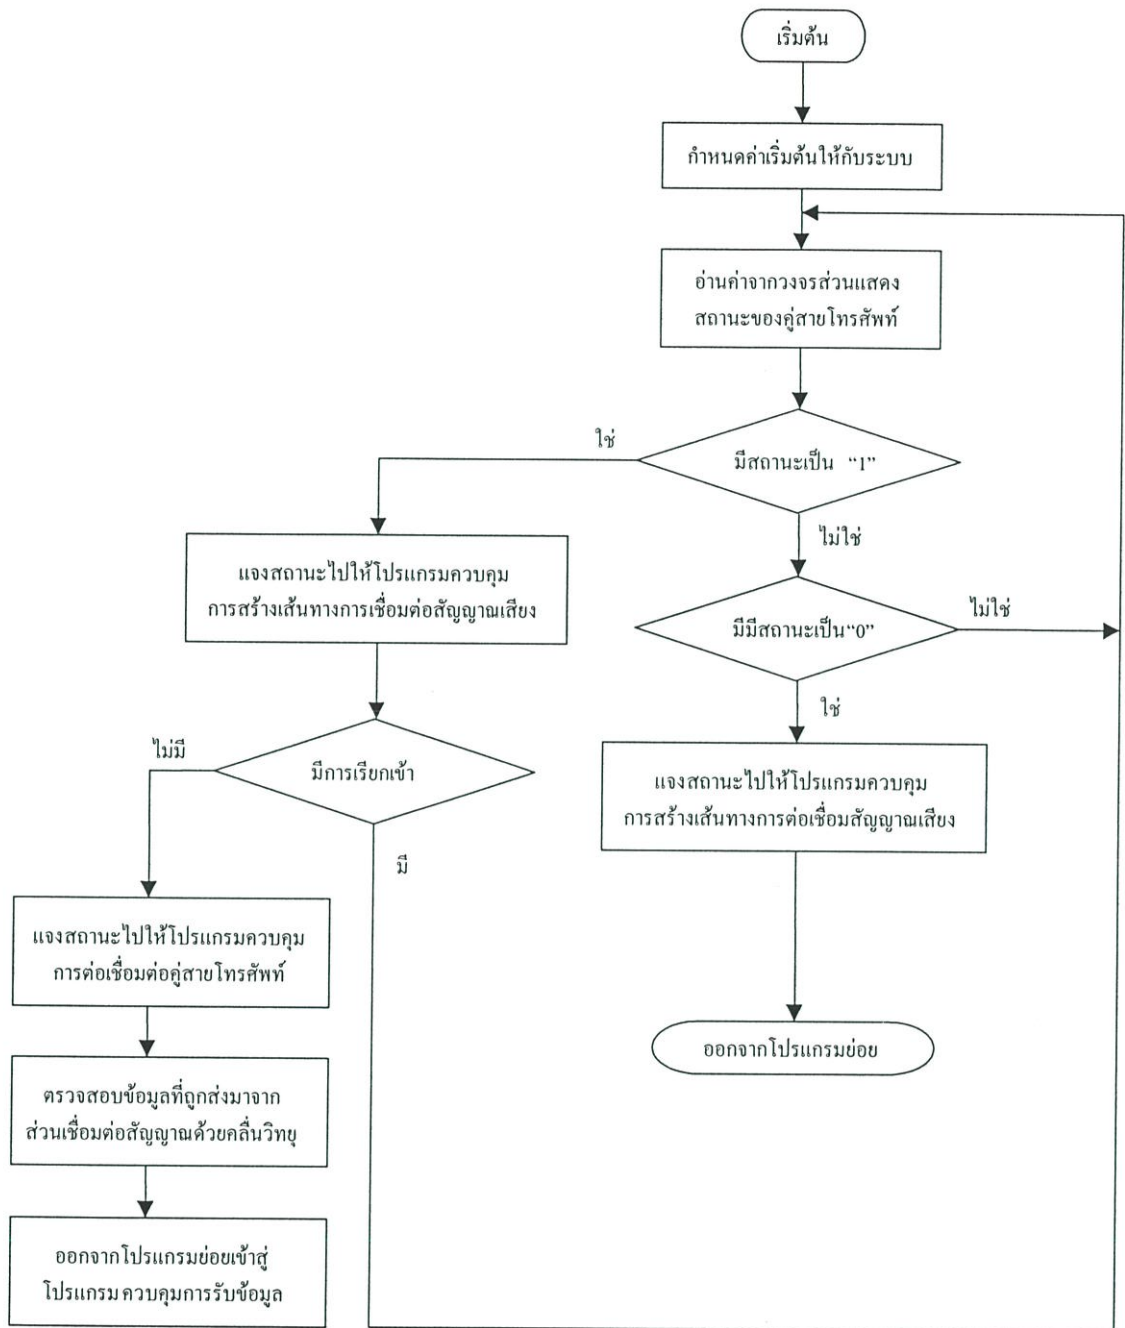 เริ่มต้น
กำหนดค่าเริ่มต้นให้กับระบบ
อ่านค่าจากวงจรส่วนแสดง
สถานะของคู่สายโทรศัพท์
ใช่
มีสถานะเป็น “1”
ไม่ใช่
แจงสถานะไปให้โปรแกรมควบคุม
การสร้างเส้นทางการเชื่อมต่อสัญญาณเสียง
มีมีสถานะเป็น“0”
ไม่ใช่
ใช่
ไม่มี
มีการเรียกเข้า
มี
แจงสถานะไปให้โปรแกรมควบคุม
การสร้างเส้นทางการต่อเชื่อมสัญญาณเสียง
แจงสถานะไปให้โปรแกรมควบคุม
การต่อเชื่อมต่อคู่สายโทรศัพท์
ออกจากโปรแกรมย่อย
ตรวจสอบข้อมูลที่ถูกส่งมาจาก
ส่วนเชื่อมต่อสัญญาณด้วยคลื่นวิทยุ
ออกจากโปรแกรมย่อยเข้าสู่
โปรแกรม ควบคุมการรับข้อมูล